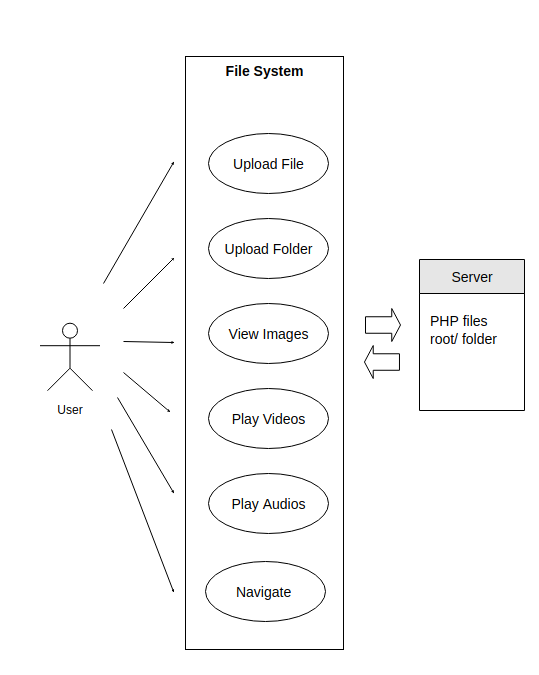 File System
Upload File
Upload Folder
View Images
Play Videos
Play Audios
Navigate
User
Server
PHP files
root/ folder